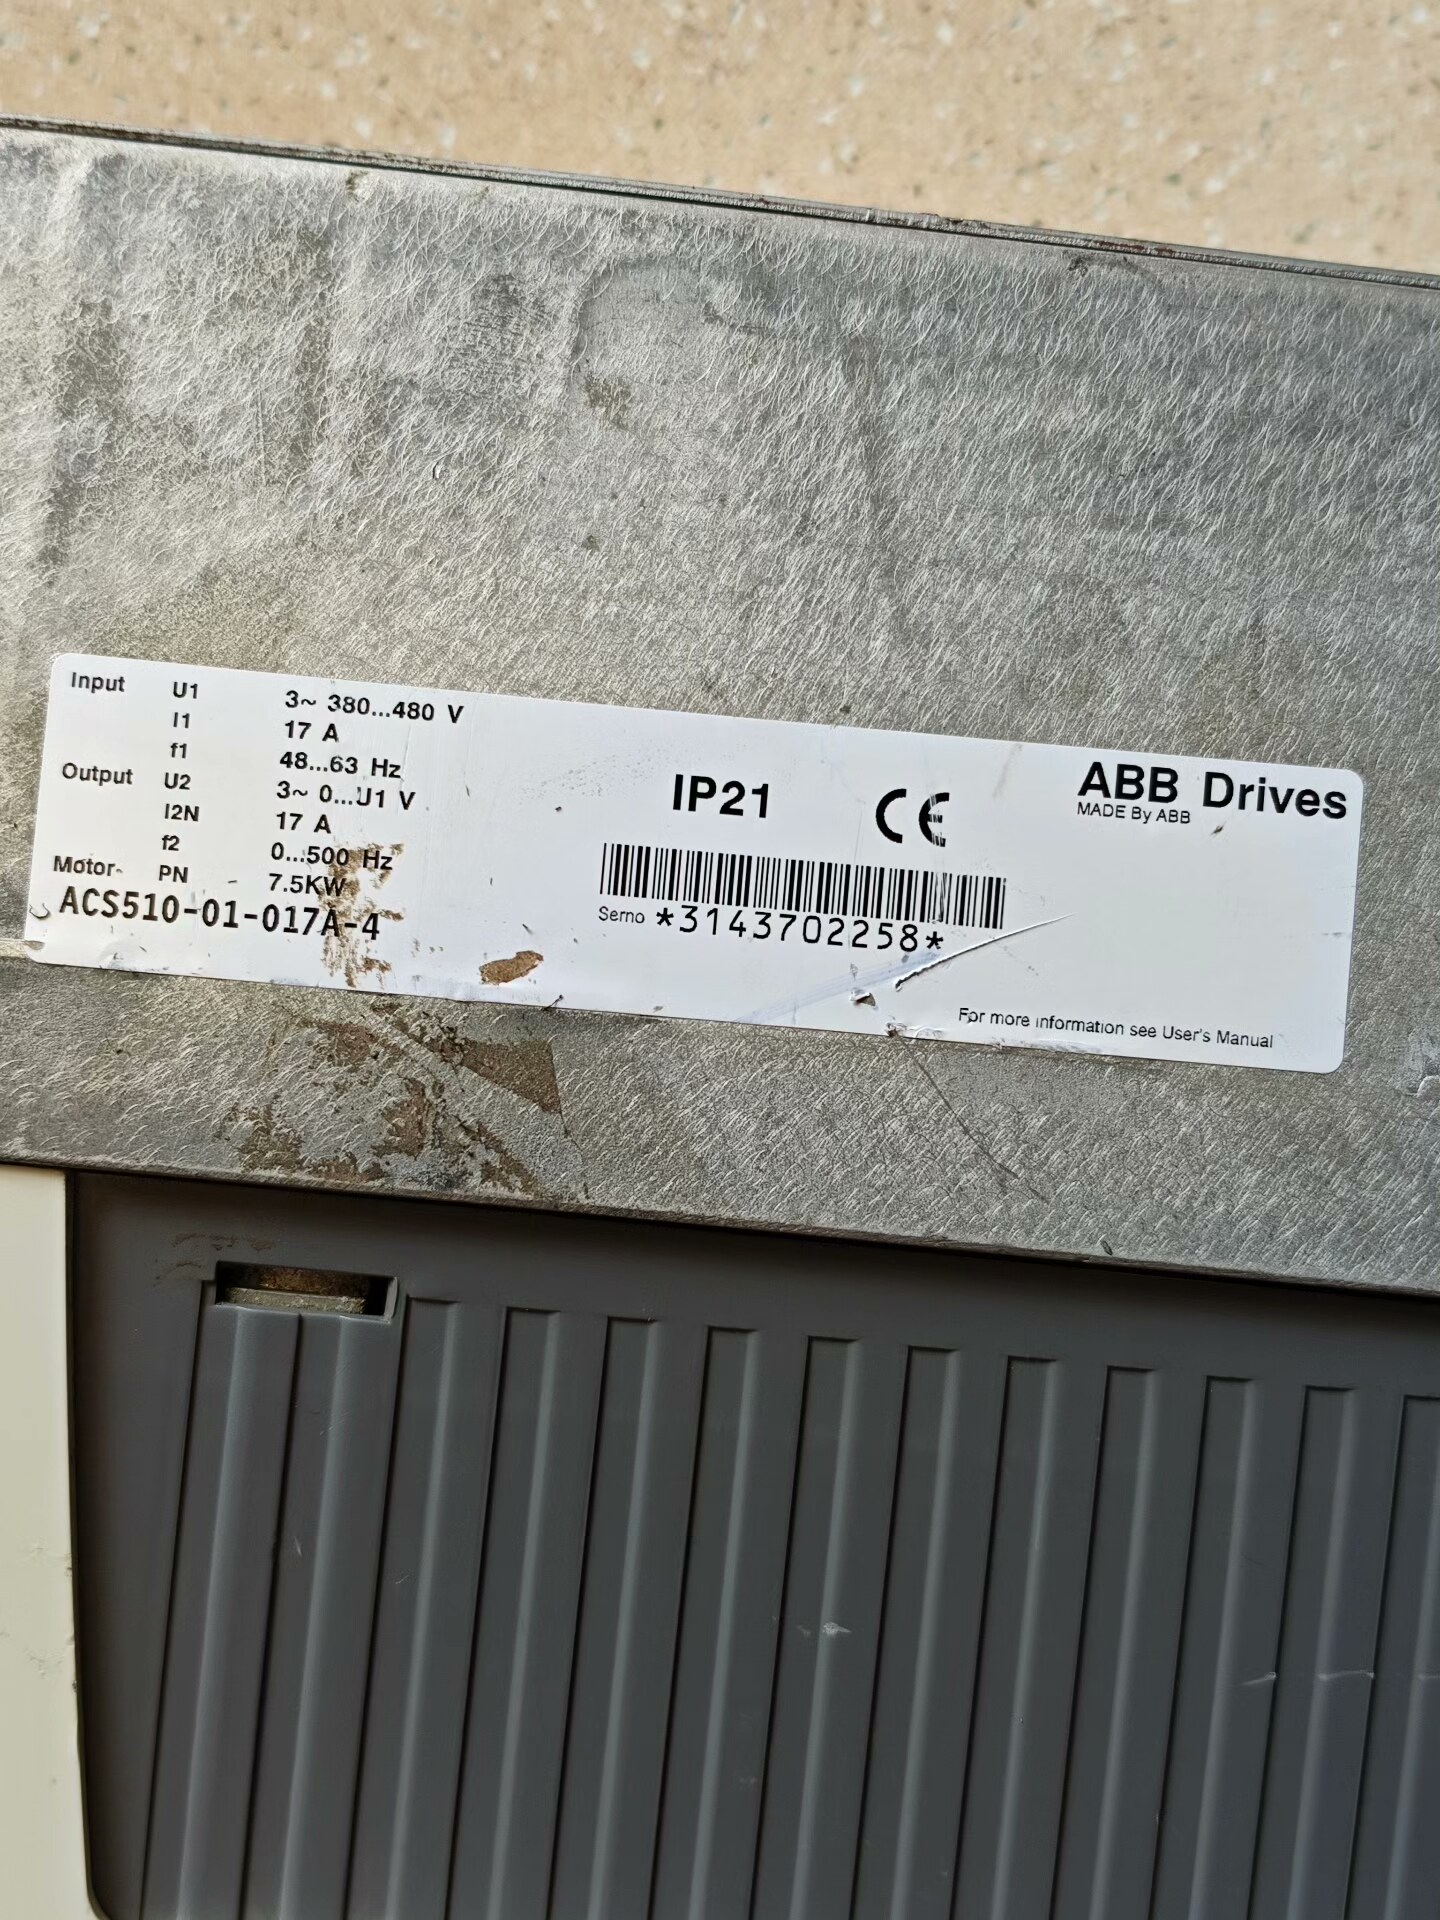 Input U1 3~ 380...480 V
I1 17 A
f1 48...63 Hz
Output U2 3~ 0...U1 V
I2N 17 A
f2 0...500 Hz
Motor PN 7.5KW
ACS510-01-017A-4
IP21 CE
Serno *3143702258*
ABB Drives
MADE By ABB
For more information see User's Manual